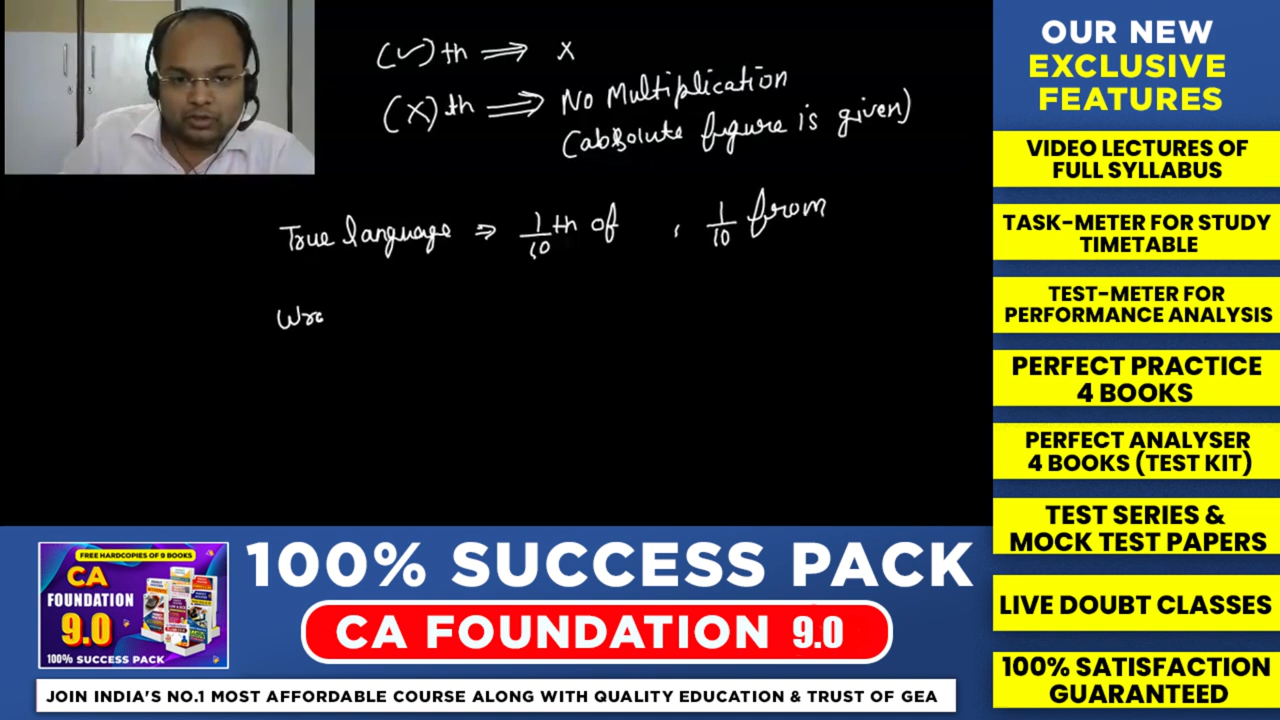 (✓)th ⇒ x
(X)th ⇒ No Multiplication
(absolute figure is given)
True language ⇒ 1/10 th of , 1/10 from
Wro
OUR NEW
EXCLUSIVE
FEATURES
VIDEO LECTURES OF
FULL SYLLABUS
TASK-METER FOR STUDY
TIMETABLE
TEST-METER FOR
PERFORMANCE ANALYSIS
PERFECT PRACTICE
4 BOOKS
PERFECT ANALYSER
4 BOOKS (TEST KIT)
TEST SERIES &
MOCK TEST PAPERS
LIVE DOUBT CLASSES
100% SATISFACTION
GUARANTEED
FREE HARDCOPIES OF 9 BOOKS
CA
FOUNDATION
9.0
100% SUCCESS PACK
100% SUCCESS PACK
CA FOUNDATION 9.0
JOIN INDIA'S NO.1 MOST AFFORDABLE COURSE ALONG WITH QUALITY EDUCATION & TRUST OF GEA